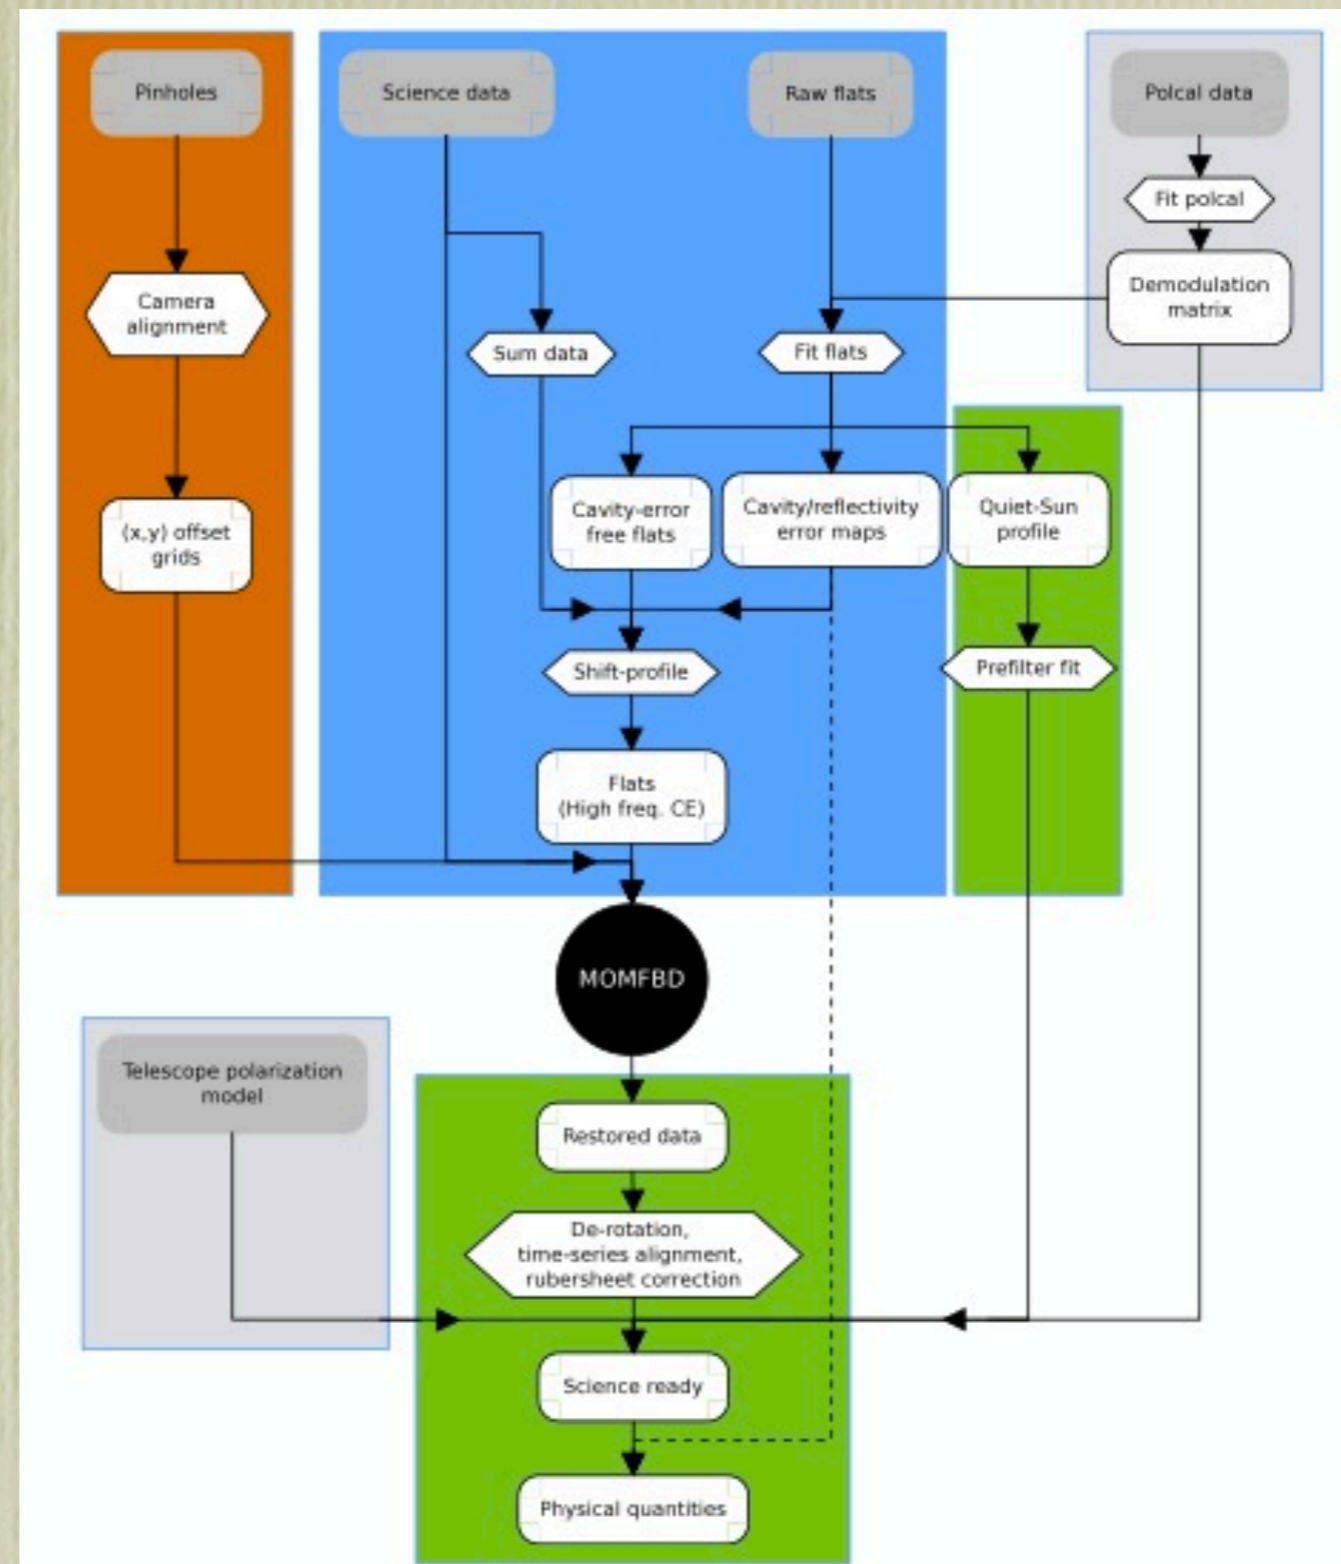 Pinholes
Science data
Raw flats
Polcal data
Fit polcal
Demodulation
matrix
Camera
alignment
Sum data
Fit flats
(x,y) offset
grids
Cavity-error
free flats
Cavity/reflectivity
error maps
Quiet-Sun
profile
Shift-profile
Prefilter fit
Flats
(High freq. CE)
MOMFBD
Telescope polarization
model
Restored data
De-rotation,
time-series alignment,
rubersheet correction
Science ready
Physical quantities